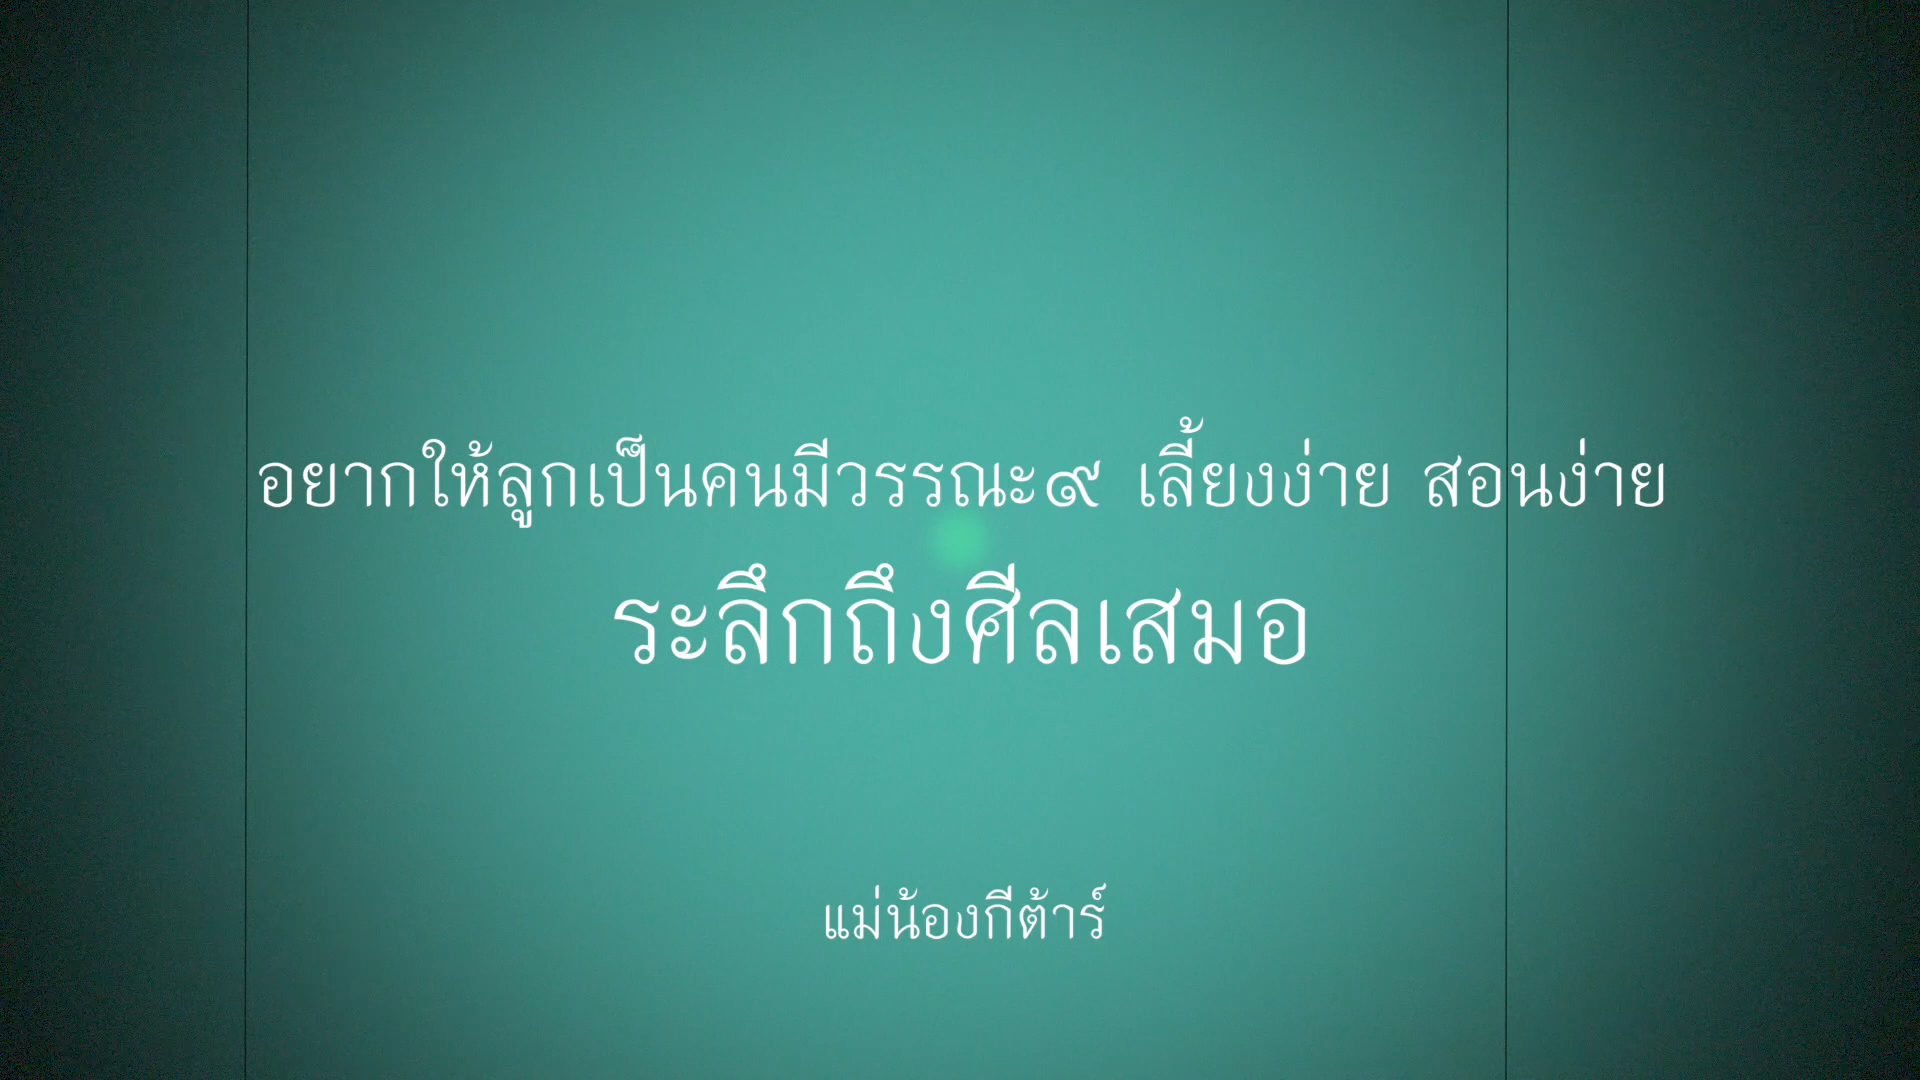 อยากให้ลูกเป็นคนมีวรรณะ๙ เลี้ยงง่าย สอนง่าย
ระลึกถึงศีลเสมอ
แม่น้องกีต้าร์